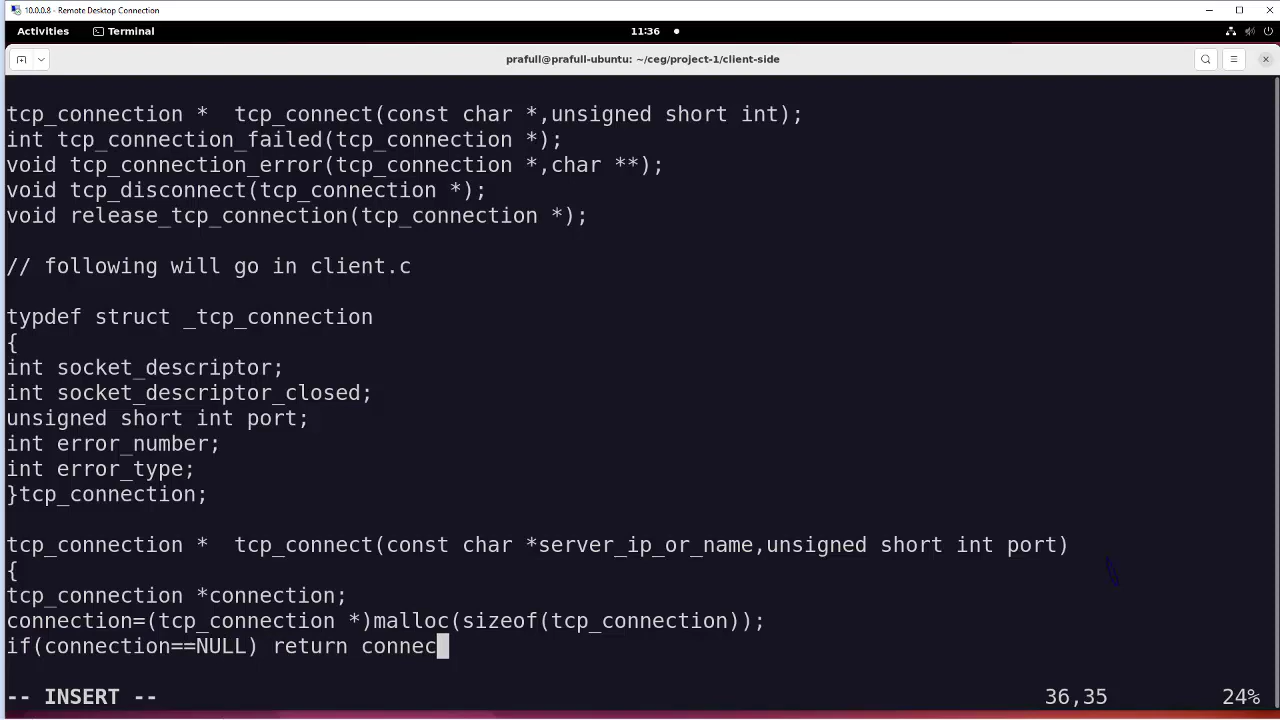 10.0.0.8 - Remote Desktop Connection
Activities Terminal 11:36
prafull@prafull-ubuntu: ~/ceg/project-1/client-side
tcp_connection *  tcp_connect(const char *,unsigned short int);
int tcp_connection_failed(tcp_connection *);
void tcp_connection_error(tcp_connection *,char **);
void tcp_disconnect(tcp_connection *);
void release_tcp_connection(tcp_connection *);
// following will go in client.c
typdef struct _tcp_connection
{
int socket_descriptor;
int socket_descriptor_closed;
unsigned short int port;
int error_number;
int error_type;
}tcp_connection;
tcp_connection *  tcp_connect(const char *server_ip_or_name,unsigned short int port)
{
tcp_connection *connection;
connection=(tcp_connection *)malloc(sizeof(tcp_connection));
if(connection==NULL) return connec
-- INSERT -- 36,35 24%